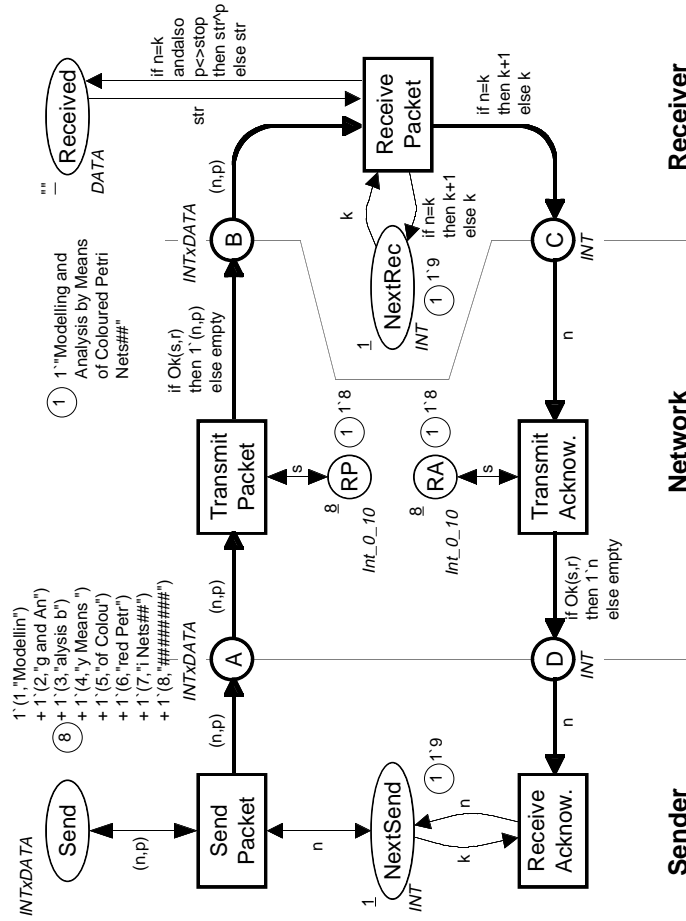 INTxDATA
Send
1`(1,"Modellin")
+ 1`(2,"g and An")
+ 1`(3,"alysis b")
+ 1`(4,"y Means ")
+ 1`(5,"of Colou")
+ 1`(6,"red Petr")
+ 1`(7,"i Nets##")
+ 1`(8,"########")
8
(n,p)
Send
Packet
(n,p)
INTxDATA
A
(n,p)
Transmit
Packet
if Ok(s,r)
then 1`(n,p)
else empty
INTxDATA
B
(n,p)
1
1`"Modelling and
Analysis by Means
of Coloured Petri
Nets##"
""
Received
DATA
str
if n=k
andalso
p<>stop
then str^p
else str
n
1
NextSend
INT
1
1`9
k
n
Receive
Acknow.
s
8
RP
Int_0_10
1
1`8
8
RA
Int_0_10
1
1`8
s
1
NextRec
INT
1
1`9
k
if n=k
then k+1
else k
Receive
Packet
if n=k
then k+1
else k
n
D
INT
if Ok(s,r)
then 1`n
else empty
Transmit
Acknow.
n
C
INT
Sender
Network
Receiver